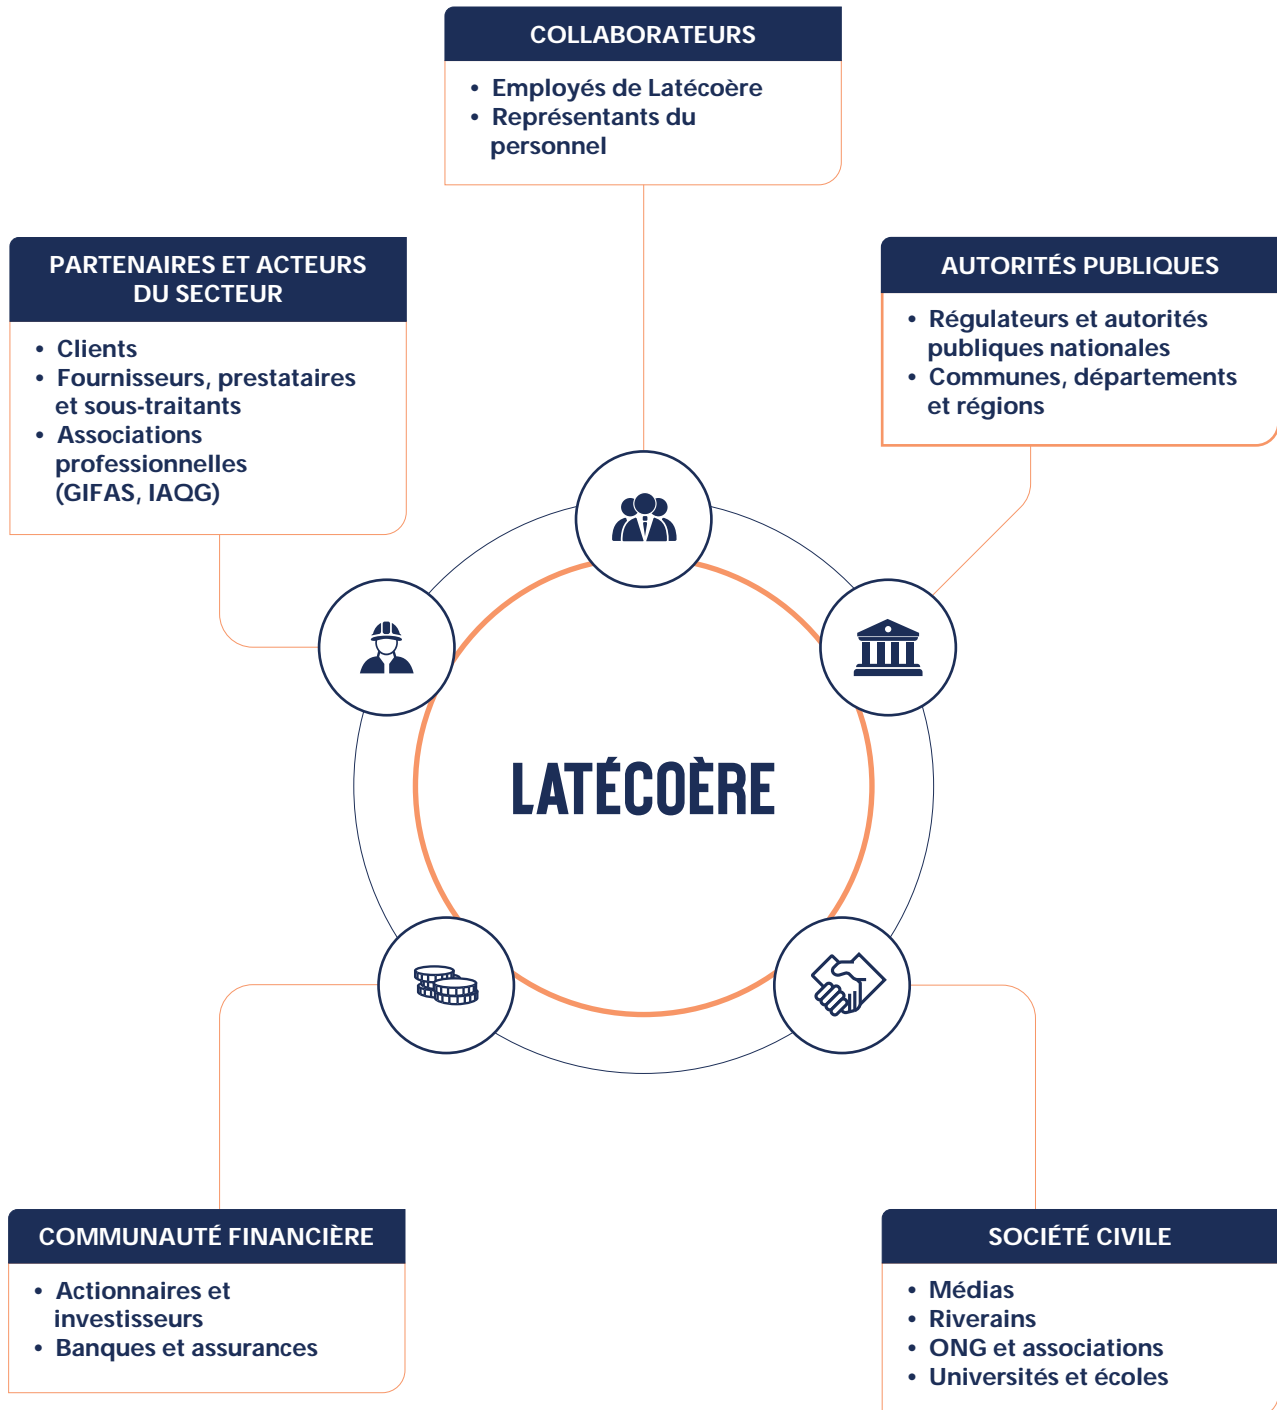 COLLABORATEURS
• Employés de Latécoère
• Représentants du
personnel
PARTENAIRES ET ACTEURS
DU SECTEUR
• Clients
• Fournisseurs, prestataires
et sous-traitants
• Associations
professionnelles
(GIFAS, IAQG)
AUTORITÉS PUBLIQUES
• Régulateurs et autorités
publiques nationales
• Communes, départements
et régions
LATÉCOÈRE
COMMUNAUTÉ FINANCIÈRE
• Actionnaires et
investisseurs
• Banques et assurances
SOCIÉTÉ CIVILE
• Médias
• Riverains
• ONG et associations
• Universités et écoles